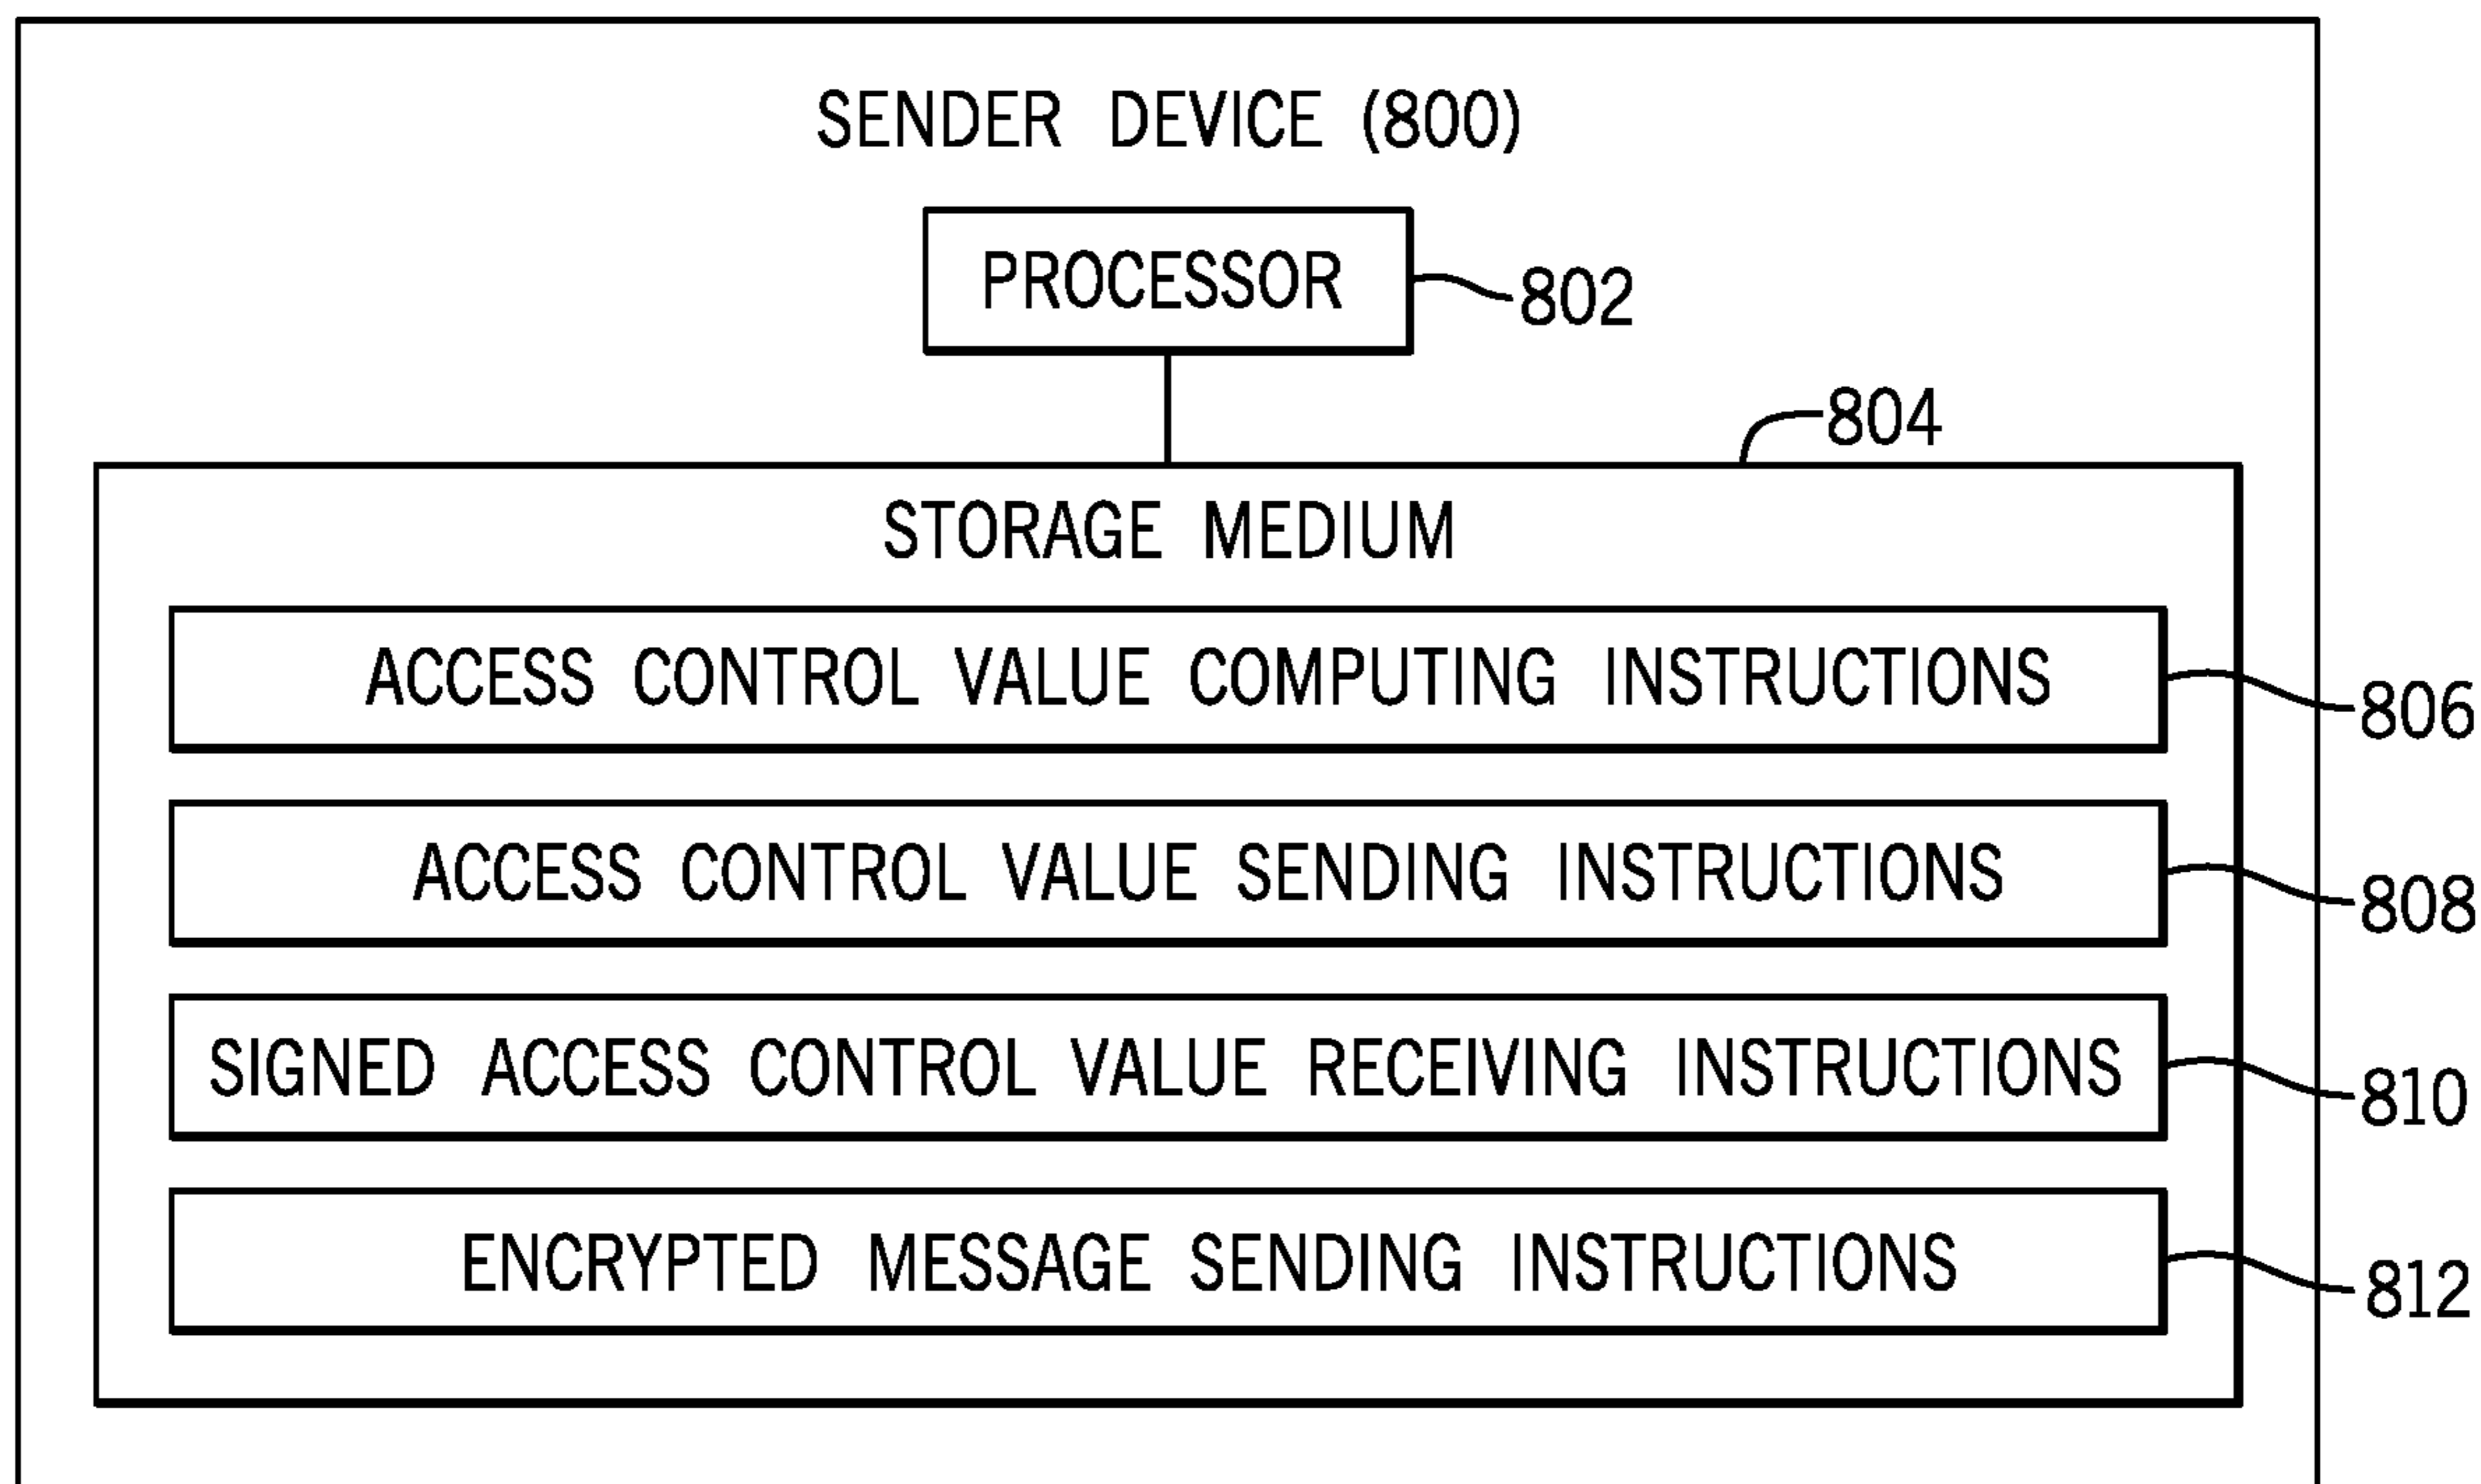 SENDER DEVICE (800)
PROCESSOR
802
804
STORAGE MEDIUM
ACCESS CONTROL VALUE COMPUTING INSTRUCTIONS
806
ACCESS CONTROL VALUE SENDING INSTRUCTIONS
808
SIGNED ACCESS CONTROL VALUE RECEIVING INSTRUCTIONS
810
ENCRYPTED MESSAGE SENDING INSTRUCTIONS
812